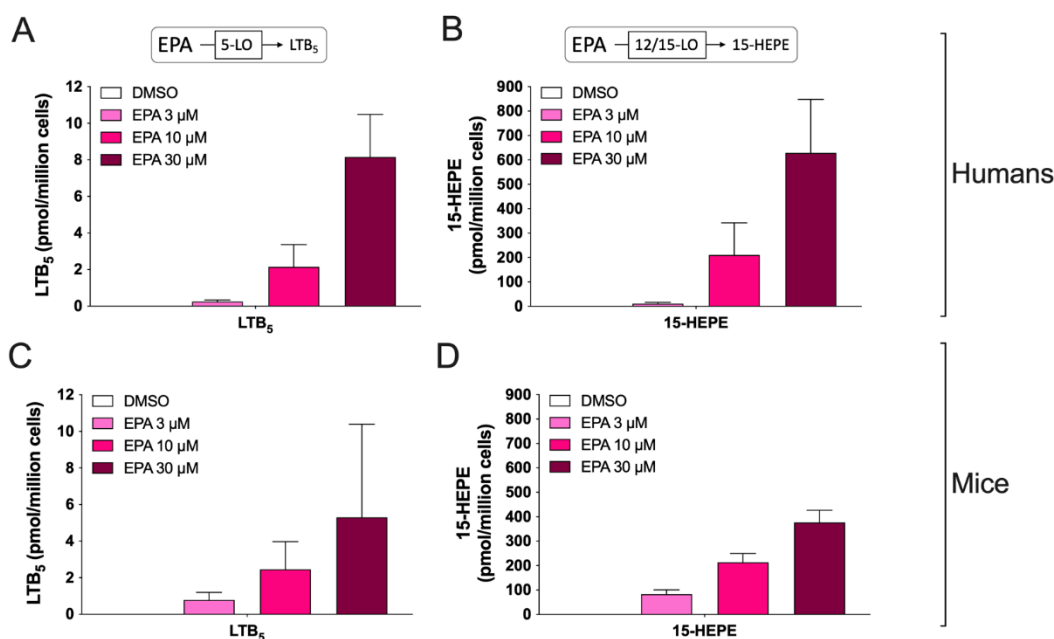 A
EPA 5-LO LTB₅
LTB₅ (pmol/million cells)
12
10
8
6
4
2
0
DMSO
EPA 3 µM
EPA 10 µM
EPA 30 µM
LTB₅
B
EPA 12/15-LO 15-HEPE
15-HEPE
(pmol/million cells)
900
800
700
600
500
400
300
200
100
0
DMSO
EPA 3 µM
EPA 10 µM
EPA 30 µM
15-HEPE
Humans
C
LTB₅ (pmol/million cells)
12
10
8
6
4
2
0
DMSO
EPA 3 µM
EPA 10 µM
EPA 30 µM
LTB₅
D
15-HEPE
(pmol/million cells)
900
800
700
600
500
400
300
200
100
0
DMSO
EPA 3 µM
EPA 10 µM
EPA 30 µM
15-HEPE
Mice